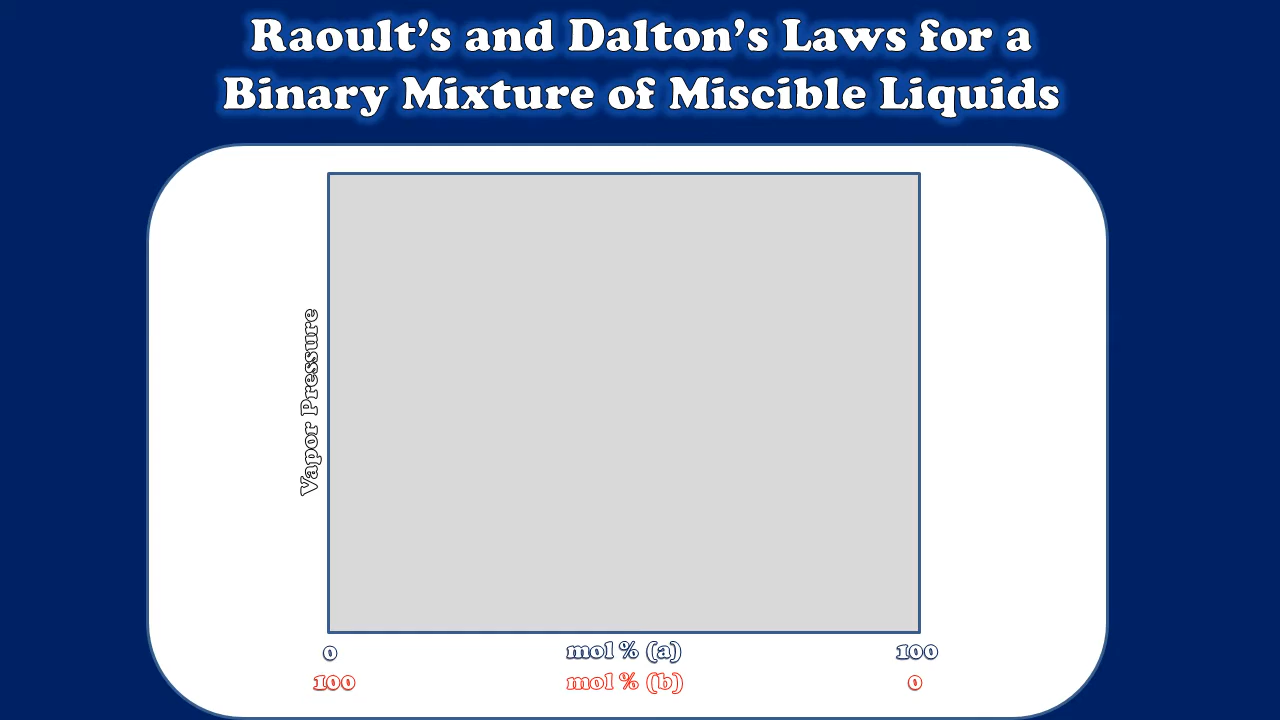 Raoult’s and Dalton’s Laws for a
Binary Mixture of Miscible Liquids
Vapor Pressure
0 mol % (a) 100
100 mol % (b) 0